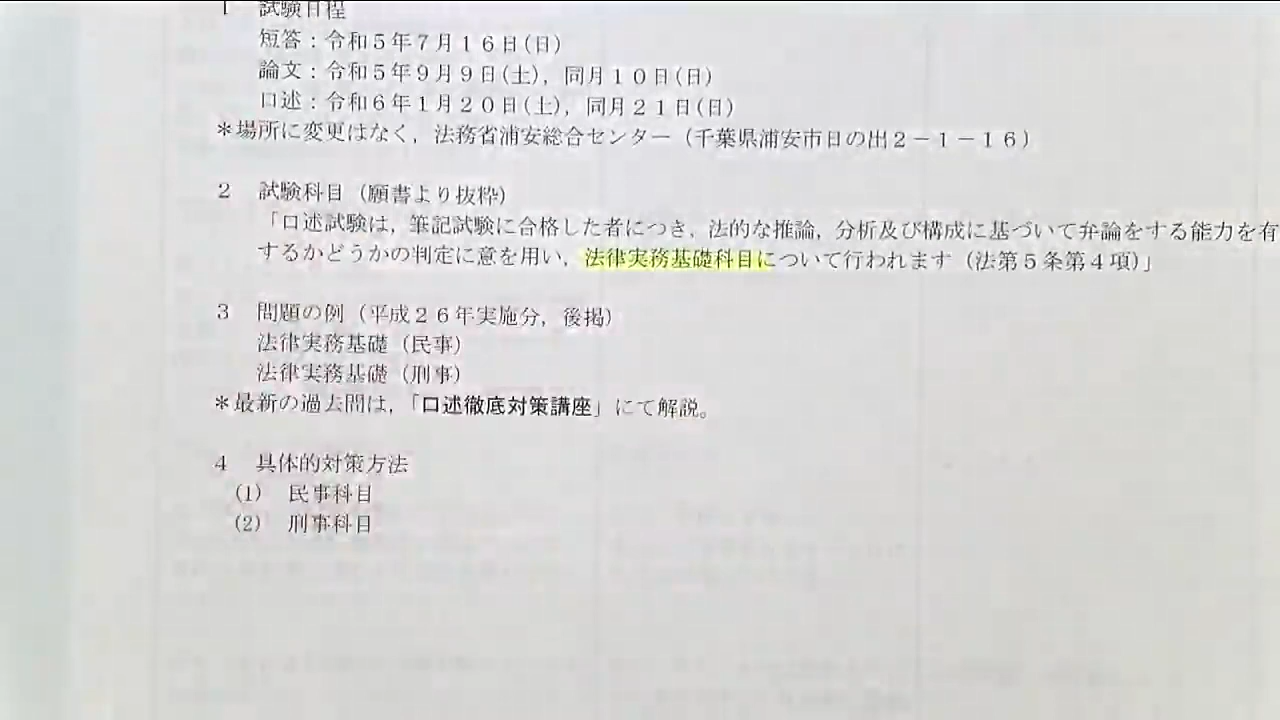 1 試験日程
短答：令和５年７月１６日(日)
論文：令和５年９月９日(土)，同月１０日(日)
口述：令和６年１月２０日(土)，同月２１日(日)
＊場所に変更はなく，法務省浦安総合センター（千葉県浦安市日の出２－１－１６）
２ 試験科目（願書より抜粋）
「口述試験は，筆記試験に合格した者につき，法的な推論，分析及び構成に基づいて弁論をする能力を有
するかどうかの判定に意を用い，法律実務基礎科目について行われます（法第５条第４項）」
３ 問題の例（平成２６年実施分，後掲）
法律実務基礎（民事）
法律実務基礎（刑事）
＊最新の過去問は，「口述徹底対策講座」にて解説。
４ 具体的対策方法
(1) 民事科目
(2) 刑事科目